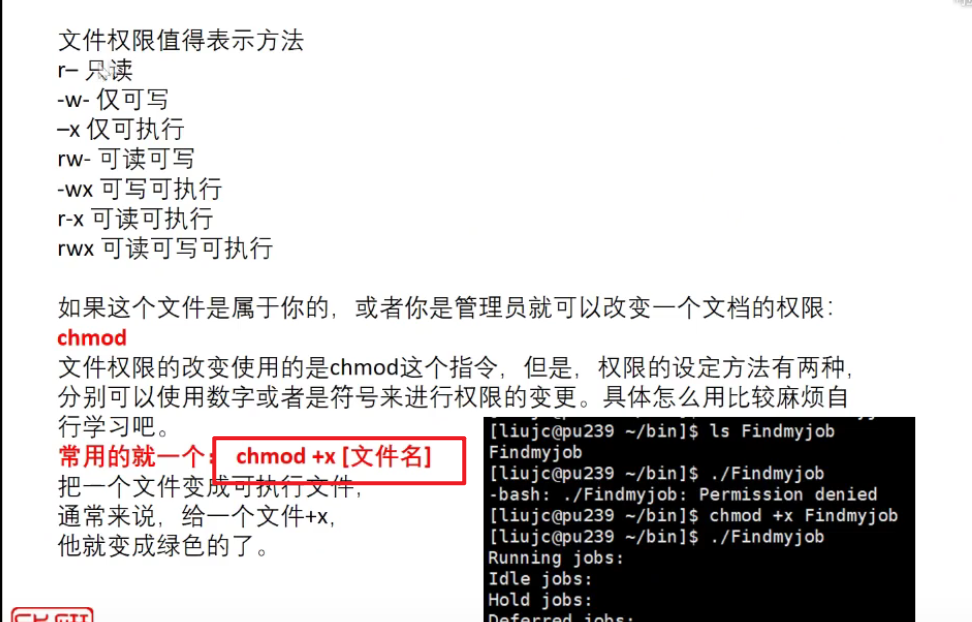 文件权限值得表示方法
r– 只读
-w- 仅可写
–x 仅可执行
rw- 可读可写
-wx 可写可执行
r-x 可读可执行
rwx 可读可写可执行
如果这个文件是属于你的，或者你是管理员就可以改变一个文档的权限：
chmod
文件权限的改变使用的是chmod这个指令，但是，权限的设定方法有两种，
分别可以使用数字或者是符号来进行权限的变更。具体怎么用比较麻烦自
行学习吧。
常用的就一个： chmod +x [文件名]
把一个文件变成可执行文件，
通常来说，给一个文件+x，
他就变成绿色的了。
[liujc@pu239 ~/bin]$ ls Findmyjob
Findmyjob
[liujc@pu239 ~/bin]$ ./Findmyjob
-bash: ./Findmyjob: Permission denied
[liujc@pu239 ~/bin]$ chmod +x Findmyjob
[liujc@pu239 ~/bin]$ ./Findmyjob
Running jobs:
Idle jobs:
Hold jobs:
Deferred jobs: